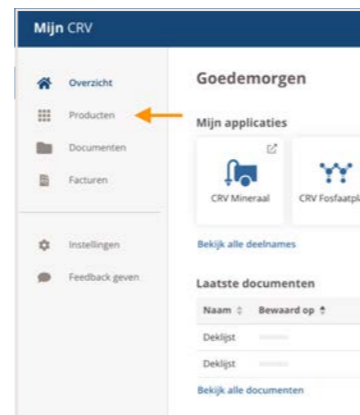 Mijn CRV
Overzicht
Producten
Documenten
Facturen
Instellingen
Feedback geven
Goedemorgen
Mijn applicaties
CRV Mineraal
CRV Fosfaatpla
Bekijk alle deelnames
Laatste documenten
Naam Bewaard op
Deklijst
Deklijst
Bekijk alle documenten